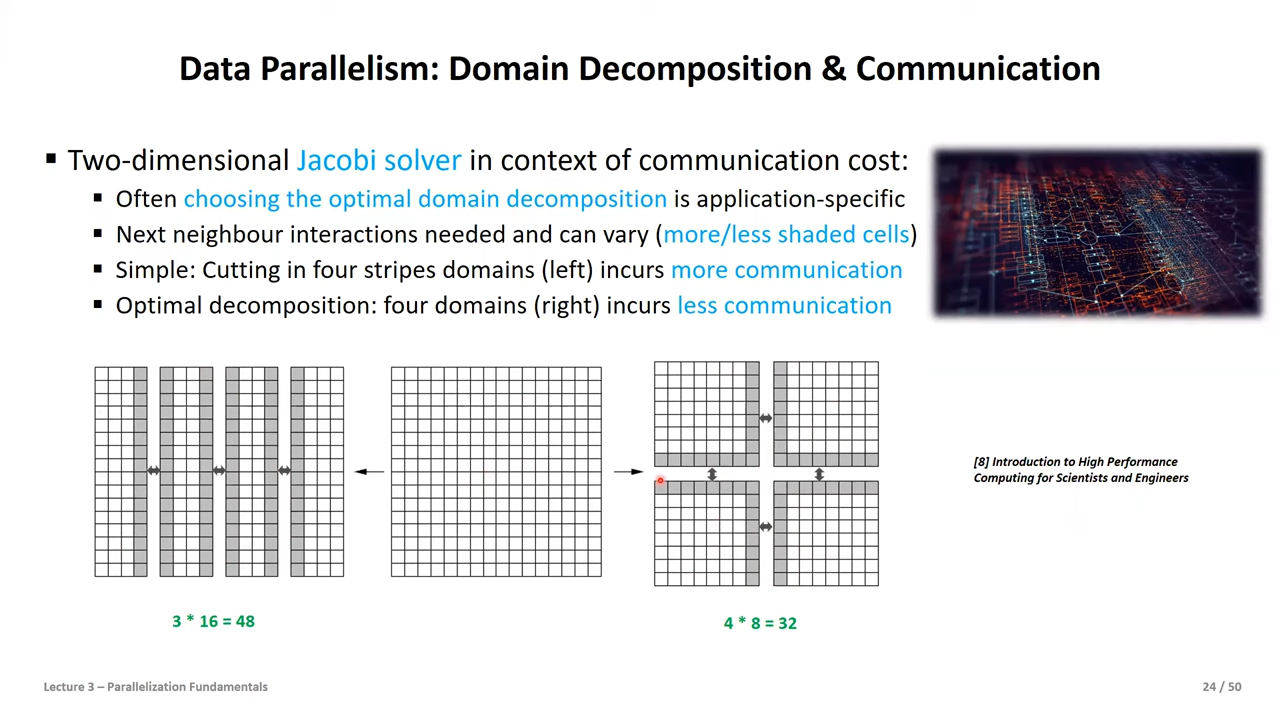 Data Parallelism: Domain Decomposition & Communication
▪ Two-dimensional Jacobi solver in context of communication cost:
▪ Often choosing the optimal domain decomposition is application-specific
▪ Next neighbour interactions needed and can vary (more/less shaded cells)
▪ Simple: Cutting in four stripes domains (left) incurs more communication
▪ Optimal decomposition: four domains (right) incurs less communication
[8] Introduction to High Performance
Computing for Scientists and Engineers
3 * 16 = 48
4 * 8 = 32
Lecture 3 – Parallelization Fundamentals
24 / 50